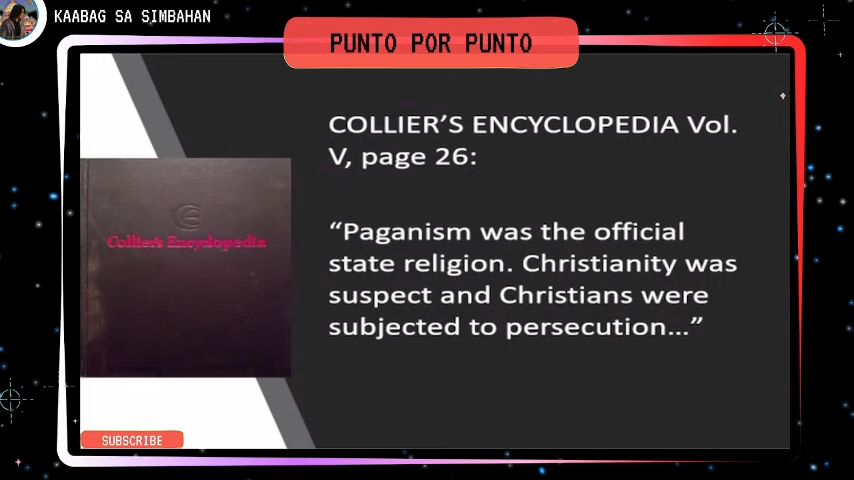 KAABAG SA SIMBAHAN
PUNTO POR PUNTO
COLLIER'S ENCYCLOPEDIA Vol.
V, page 26:
Collier's Encyclopedia
"Paganism was the official
state religion. Christianity was
suspect and Christians were
subjected to persecution..."
SUBSCRIBE